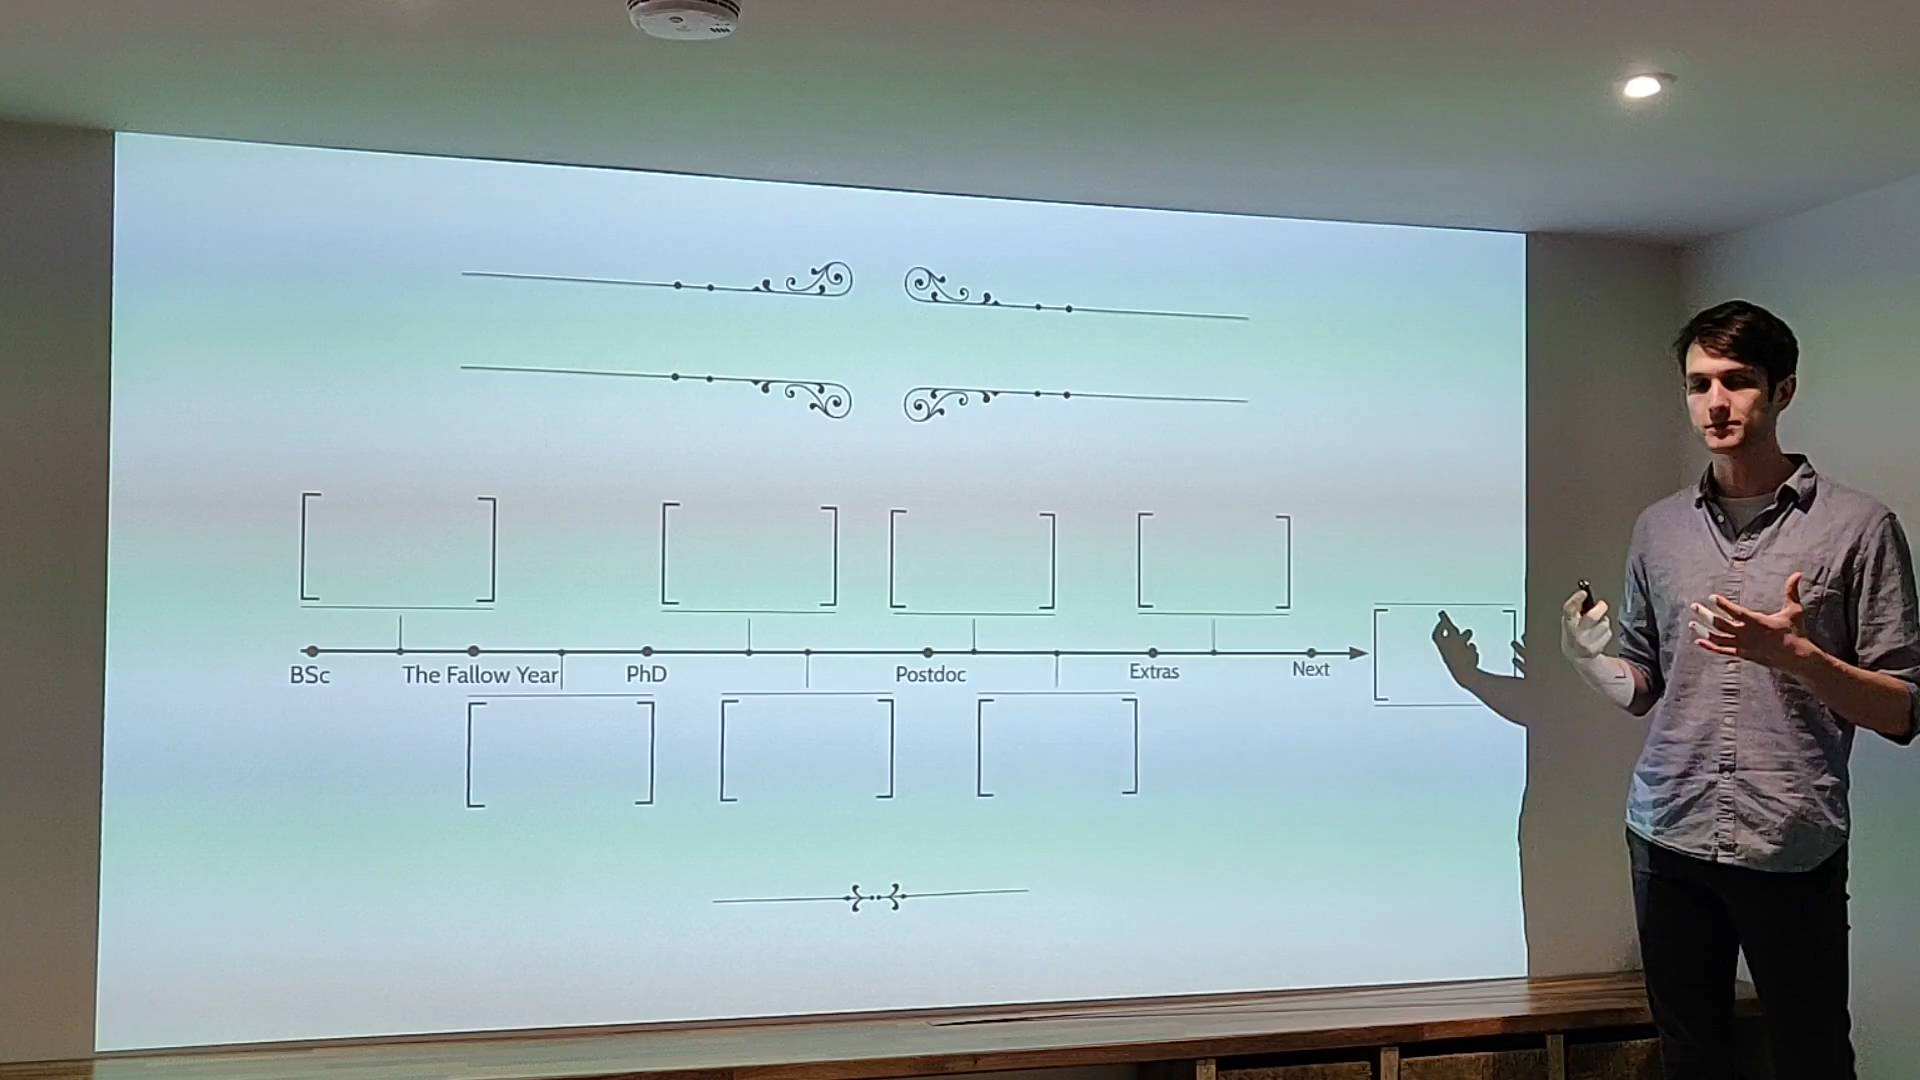 BSc
The Fallow Year
PhD
Postdoc
Extras
Next